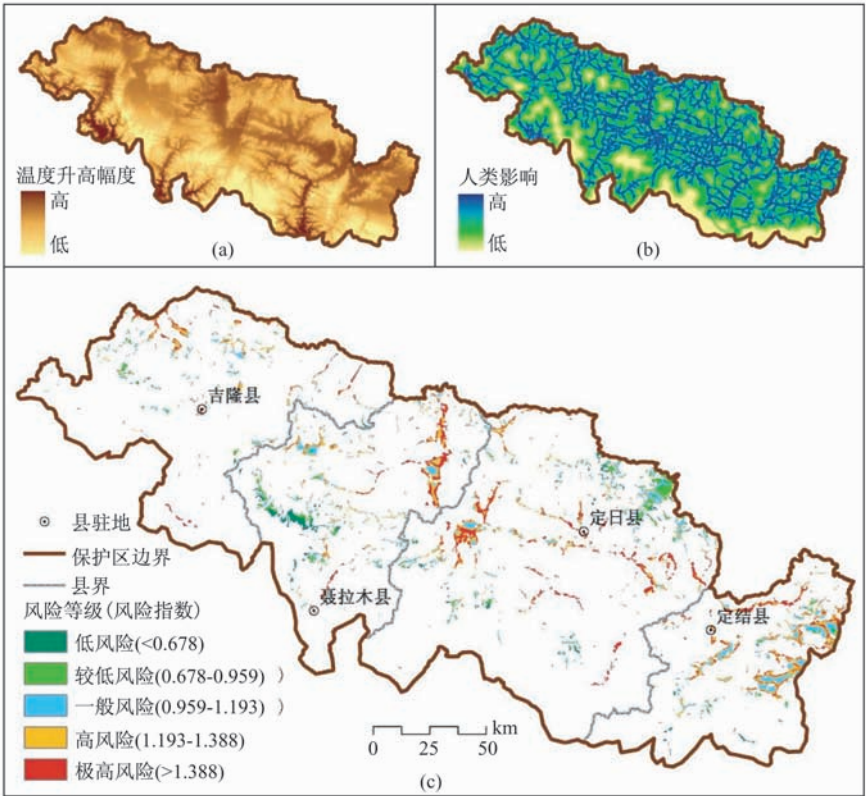 温度升高幅度
高
低
(a)
人类影响
高
低
(b)
吉隆县
定日县
聂拉木县
定结县
县驻地
保护区边界
县界
风险等级(风险指数)
低风险(<0.678)
较低风险(0.678-0.959) )
一般风险(0.959-1.193) )
高风险(1.193-1.388)
极高风险(>1.388)
km
0 25 50
(c)